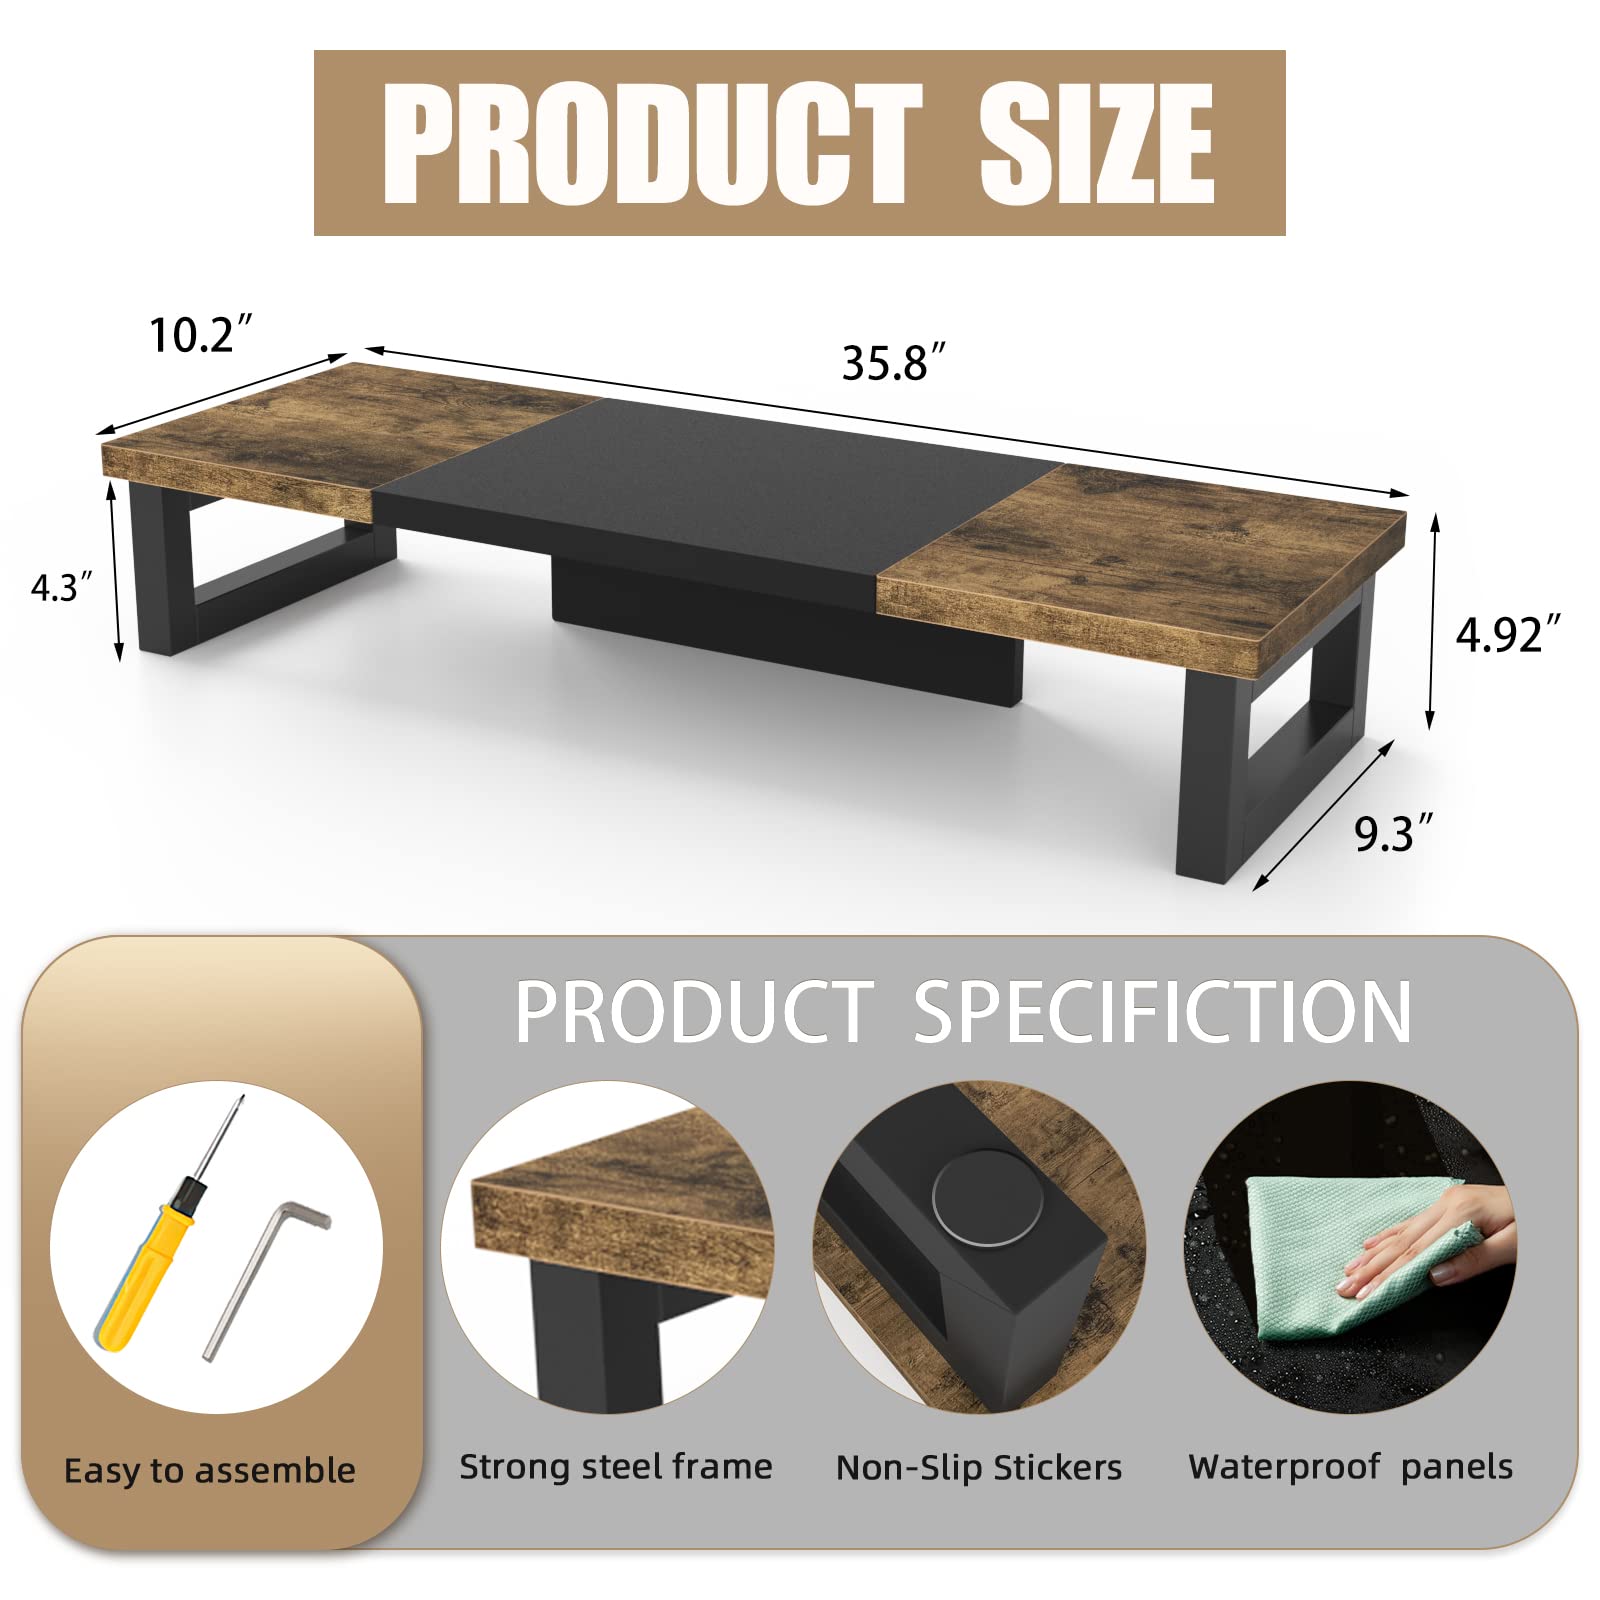 PRODUCT SIZE
10.2″
35.8″
4.3″
4.92″
9.3″
PRODUCT SPECIFICTION
Easy to assemble
Strong steel frame
Non-Slip Stickers
Waterproof panels